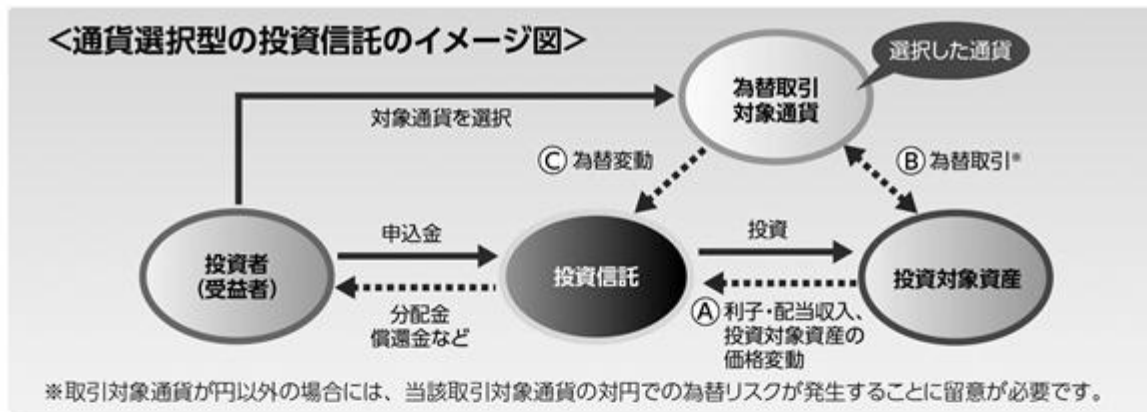 <通貨選択型の投資信託のイメージ図>
選択した通貨
為替取引
対象通貨
対象通貨を選択
Ⓒ 為替変動
Ⓑ 為替取引※
申込金
投資
投資者
(受益者)
投資信託
投資対象資産
分配金
償還金など
Ⓐ 利子・配当収入、
投資対象資産の
価格変動
※取引対象通貨が円以外の場合には、当該取引対象通貨の対円での為替リスクが発生することに留意が必要です。